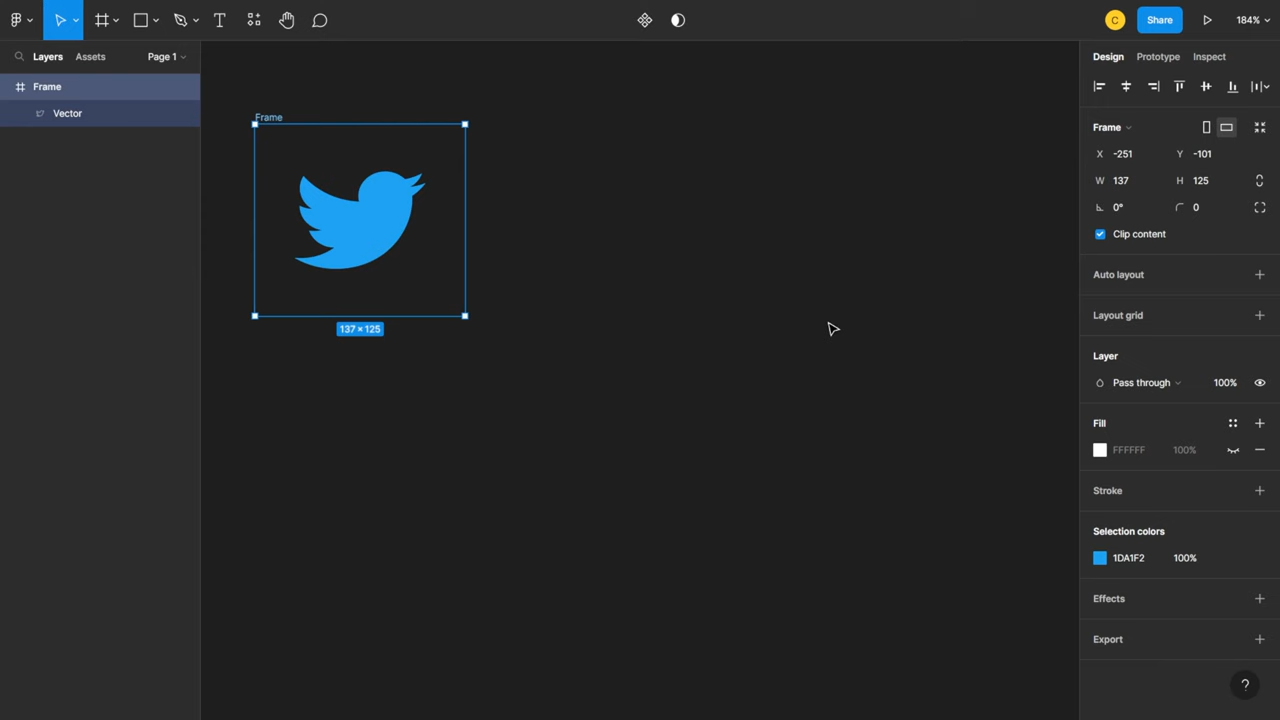 C Share 184%
Layers Assets Page 1
Design Prototype Inspect
Frame
Vector
Frame
137 × 125
Frame
X -251 Y -101
W 137 H 125
0° 0
Clip content
Auto layout
Layout grid
Layer
Pass through 100%
Fill
FFFFFF 100%
Stroke
Selection colors
1DA1F2 100%
Effects
Export
?